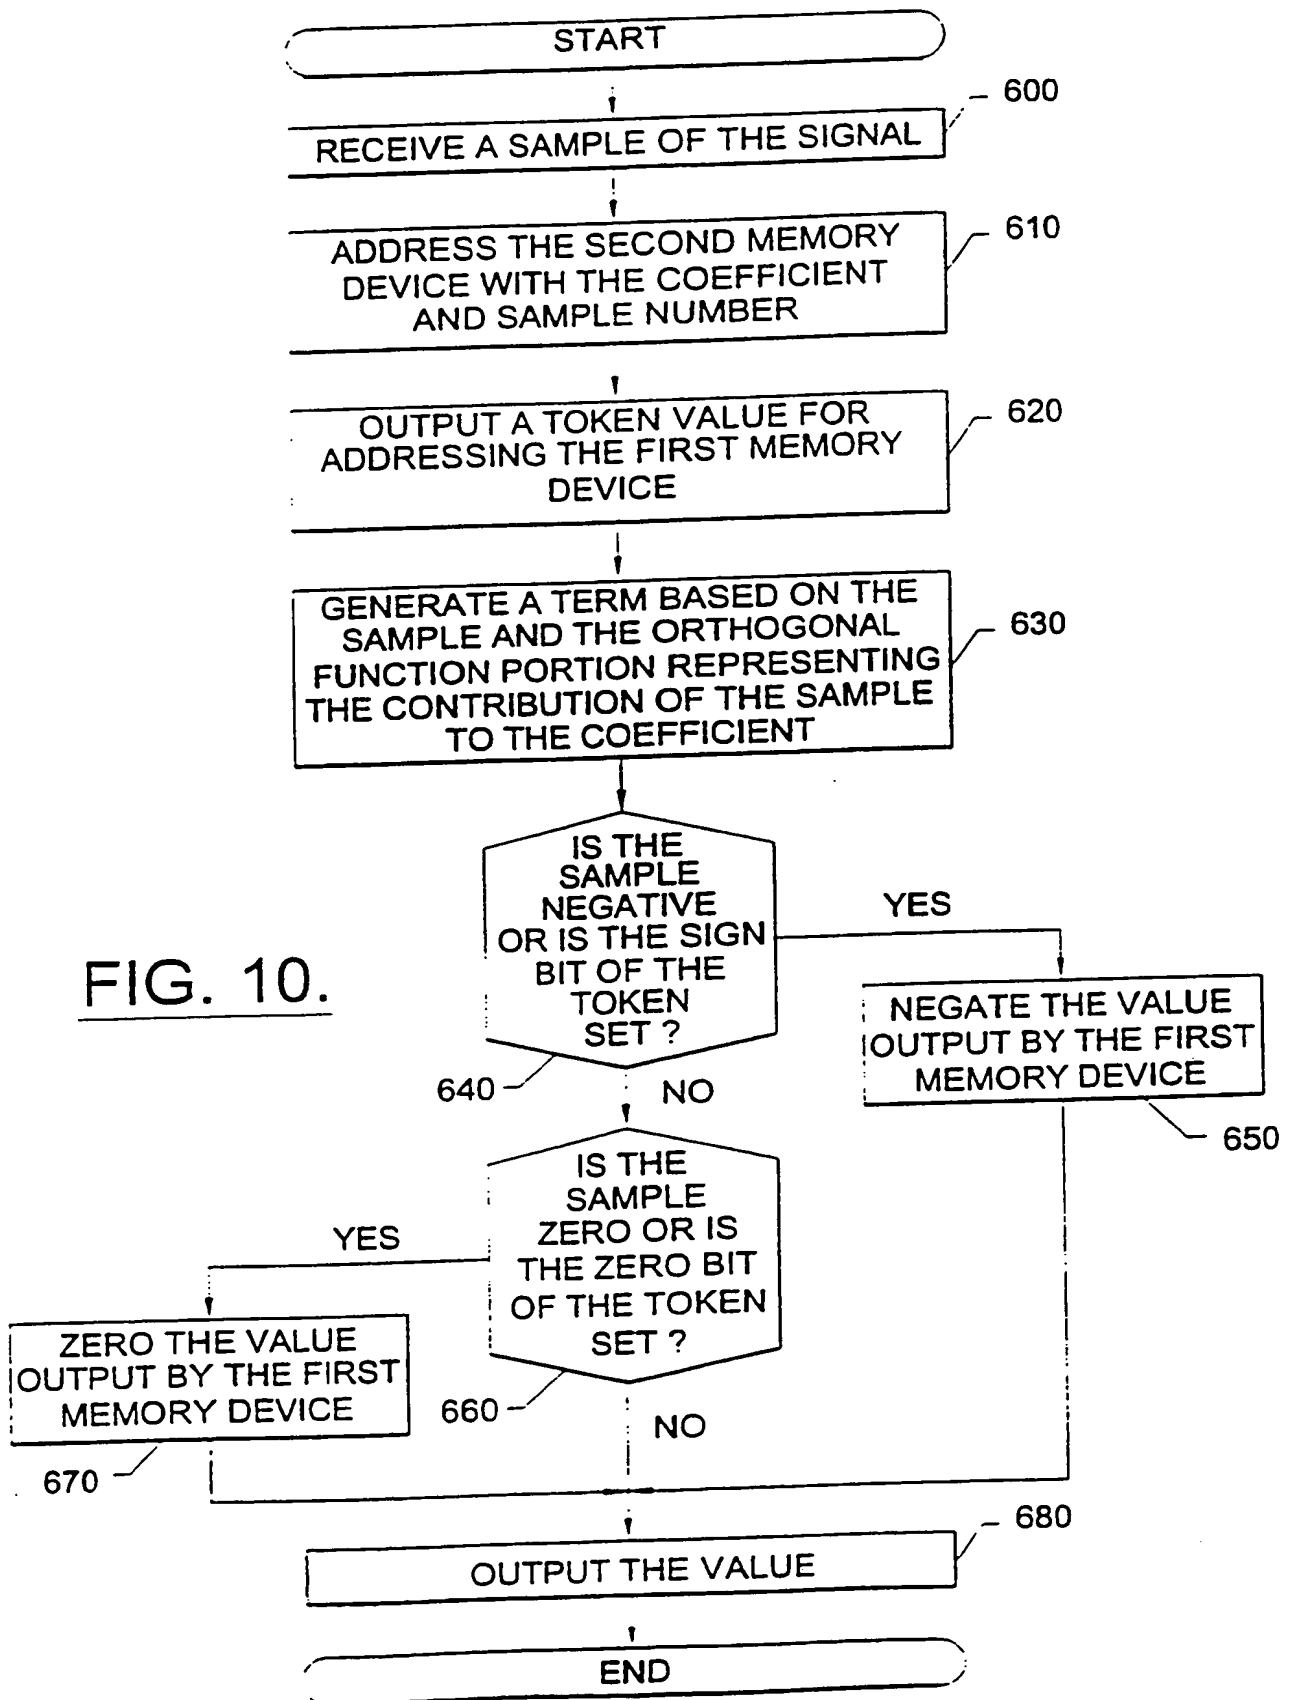 START
600
RECEIVE A SAMPLE OF THE SIGNAL
610
ADDRESS THE SECOND MEMORY
DEVICE WITH THE COEFFICIENT
AND SAMPLE NUMBER
620
OUTPUT A TOKEN VALUE FOR
ADDRESSING THE FIRST MEMORY
DEVICE
630
GENERATE A TERM BASED ON THE
SAMPLE AND THE ORTHOGONAL
FUNCTION PORTION REPRESENTING
THE CONTRIBUTION OF THE SAMPLE
TO THE COEFFICIENT
IS THE
SAMPLE
NEGATIVE
OR IS THE SIGN
BIT OF THE
TOKEN
SET ?
640
YES
NO
FIG. 10.
NEGATE THE VALUE
OUTPUT BY THE FIRST
MEMORY DEVICE
650
IS THE
SAMPLE
ZERO OR IS
THE ZERO BIT
OF THE TOKEN
SET ?
660
YES
NO
ZERO THE VALUE
OUTPUT BY THE FIRST
MEMORY DEVICE
670
680
OUTPUT THE VALUE
END